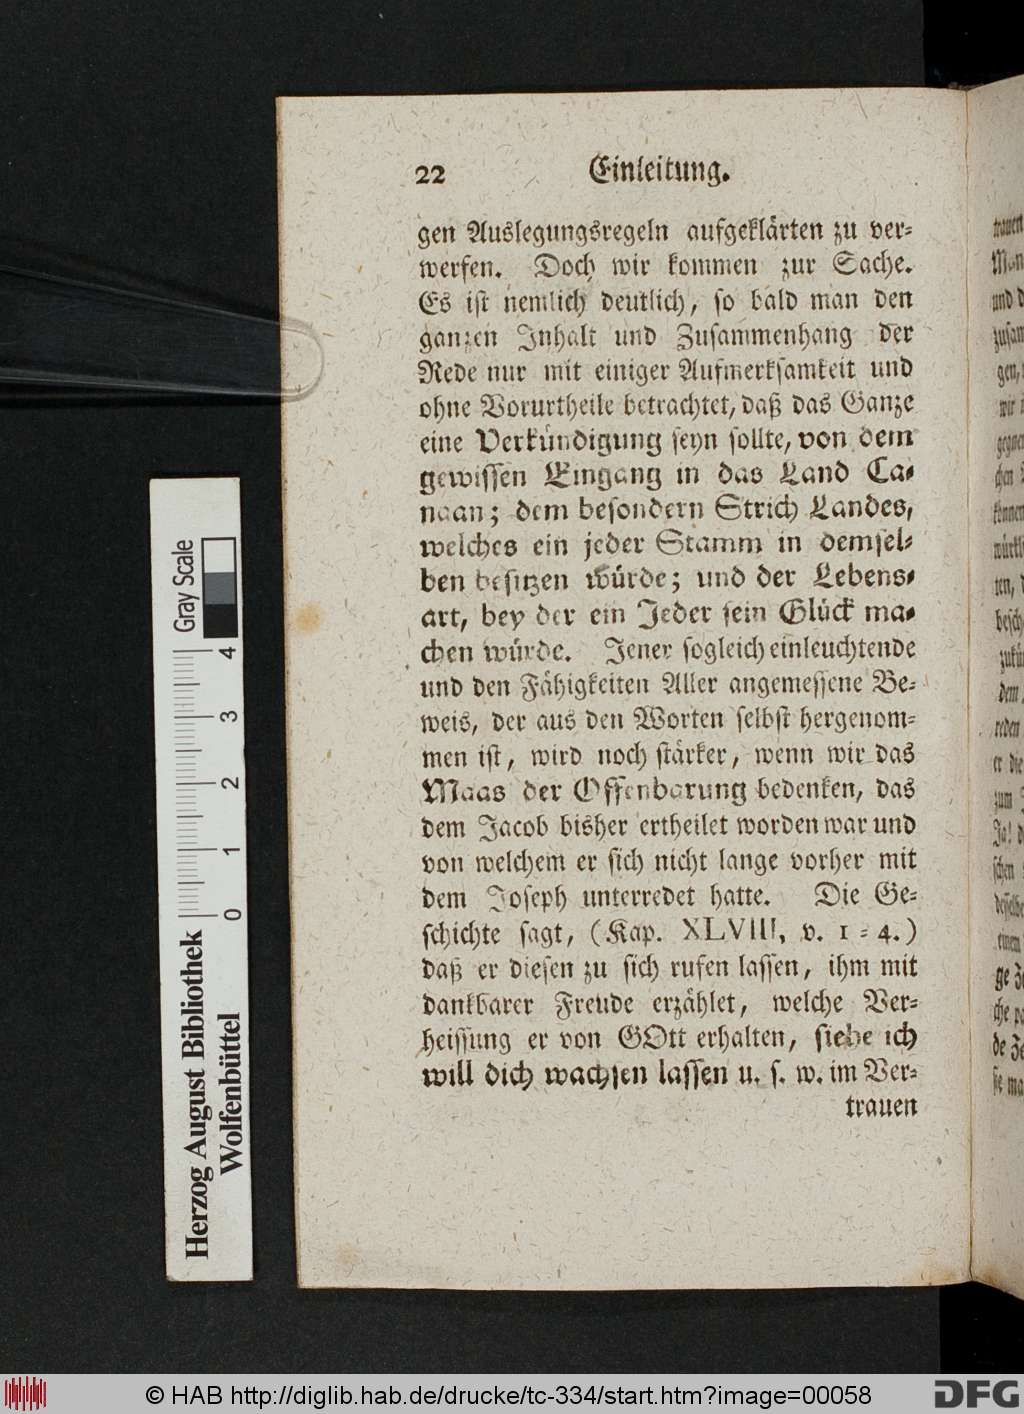 22 Einleitung.
gen Auslegungsregeln aufgeklärten zu ver-
werfen. Doch wir kommen zur Sache.
Es ist nemlich deutlich, so bald man den
ganzen Inhalt und Zusammenhang der
Rede nur mit einiger Aufmerksamkeit und
ohne Vorurtheile betrachtet, daß das Ganze
eine Verkündigung seyn sollte, von dem
gewissen Eingang in das Land Ca-
naan; dem besondern Strich Landes,
welches ein jeder Stamm in demsel-
ben besitzen würde; und der Lebens-
art, bey der ein Jeder sein Glück ma-
chen würde. Jener sogleich einleuchtende
und den Fähigkeiten Aller angemessene Be-
weis, der aus den Worten selbst hergenom-
men ist, wird noch stärker, wenn wir das
Maas der Offenbarung bedenken, das
dem Jacob bisher ertheilet worden war und
von welchem er sich nicht lange vorher mit
dem Joseph unterredet hatte. Die Ge-
schichte sagt, (Kap. XLVIII, v. 1-4.)
daß er diesen zu sich rufen lassen, ihm mit
dankbarer Freude erzählet, welche Ver-
heissung er von GOtt erhalten, siehe ich
will dich wachsen lassen u. s. w. im Ver-
trauen
Gray Scale
0 1 2 3 4
Herzog August Bibliothek
Wolfenbüttel
© HAB http://diglib.hab.de/drucke/tc-334/start.htm?image=00058
DFG